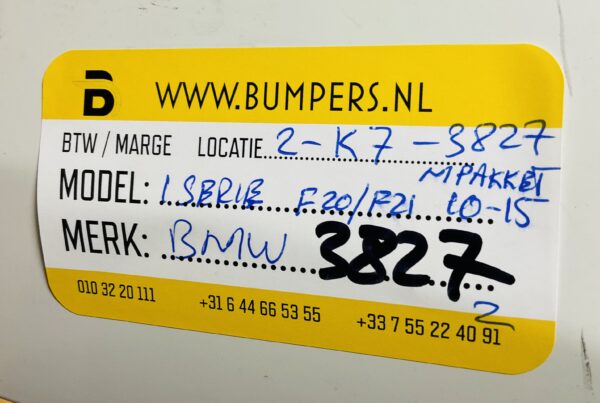 B WWW.BUMPERS.NL
BTW / MARGE LOCATIE 2-K7-3827
MPAKKET
MODEL: 1 SERIE F20/F21 10-15
MERK: BMW 3827
2
010 32 20 111 +31 6 44 66 53 55 +33 7 55 22 40 91